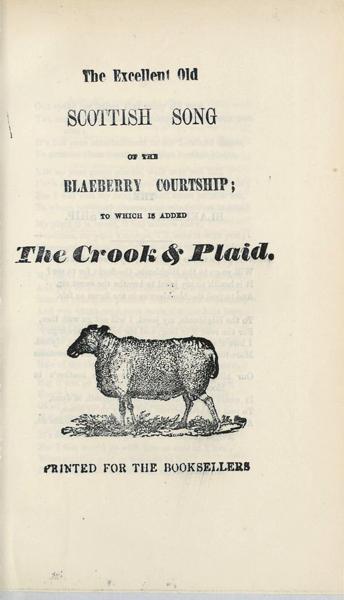 The Excellent Old
SCOTTISH SONG
OF THE
BLAEBERRY COURTSHIP;
TO WHICH IS ADDED
The Crook & Plaid.
PRINTED FOR THE BOOKSELLERS